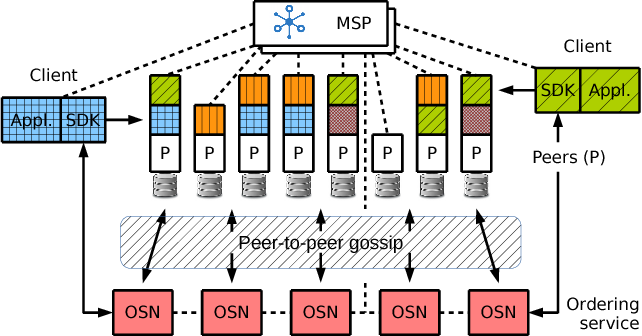 MSP
Client
Client
Appl. SDK
SDK Appl.
P P P P P P P P
Peers (P)
Peer-to-peer gossip
OSN OSN OSN OSN OSN
Ordering
service